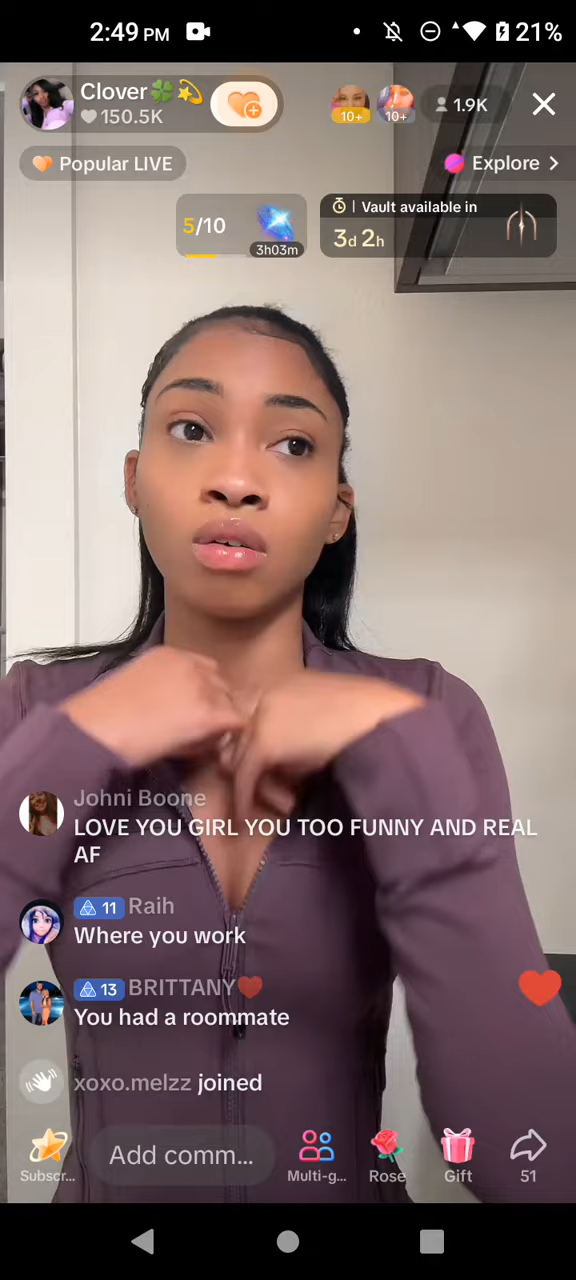 2:49 PM
21%
Clover🍀💫
150.5K
10+
10+
1.9K
Popular LIVE
Explore >
5/10
3h03m
Vault available in
3d 2h
Johni Boone
LOVE YOU GIRL YOU TOO FUNNY AND REAL
AF
11 Raih
Where you work
13 BRITTANY❤️
You had a roommate
xoxo.melzz joined
Add comm...
Subscr...
Multi-g...
Rose
Gift
51